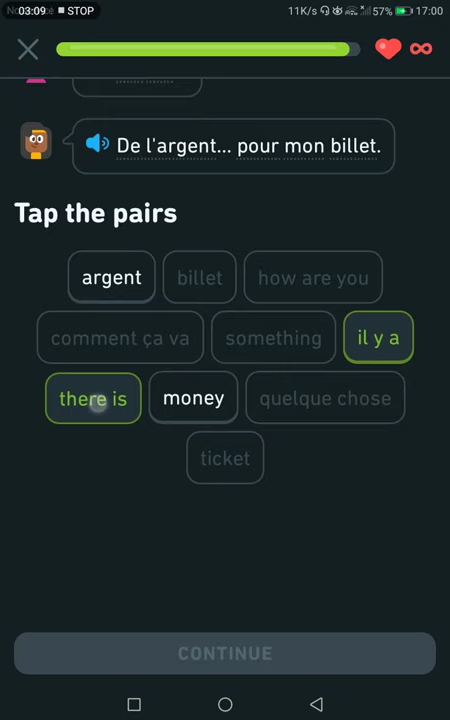 03:09 STOP 11K/s 57% 17:00
De l'argent... pour mon billet.
Tap the pairs
argent billet how are you
comment ça va something il y a
there is money quelque chose
ticket
CONTINUE